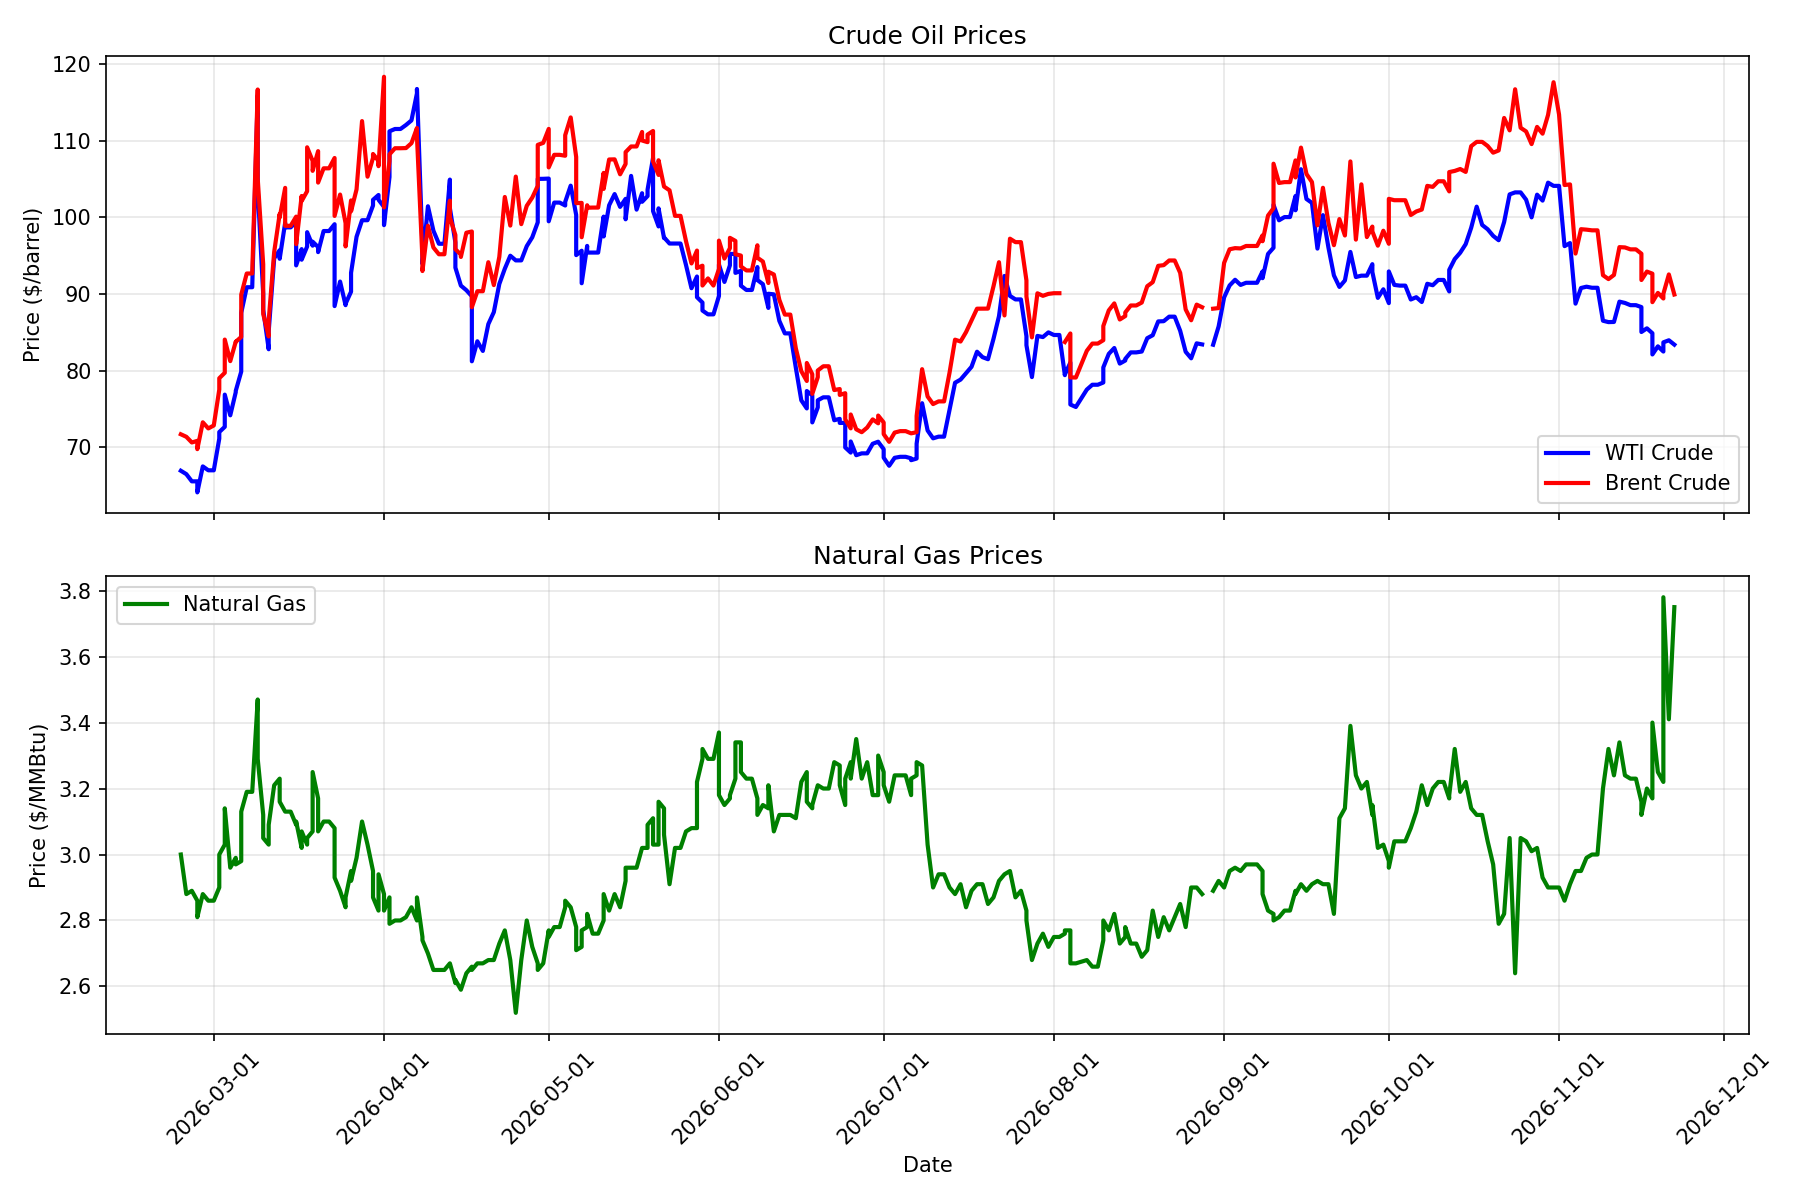 Crude Oil Prices
Price ($/barrel)
120
110
100
90
80
70
WTI Crude
Brent Crude
Natural Gas Prices
Price ($/MMBtu)
3.8
3.6
3.4
3.2
3.0
2.8
2.6
Natural Gas
2026-03-01
2026-04-01
2026-05-01
2026-06-01
2026-07-01
2026-08-01
2026-09-01
2026-10-01
2026-11-01
2026-12-01
Date